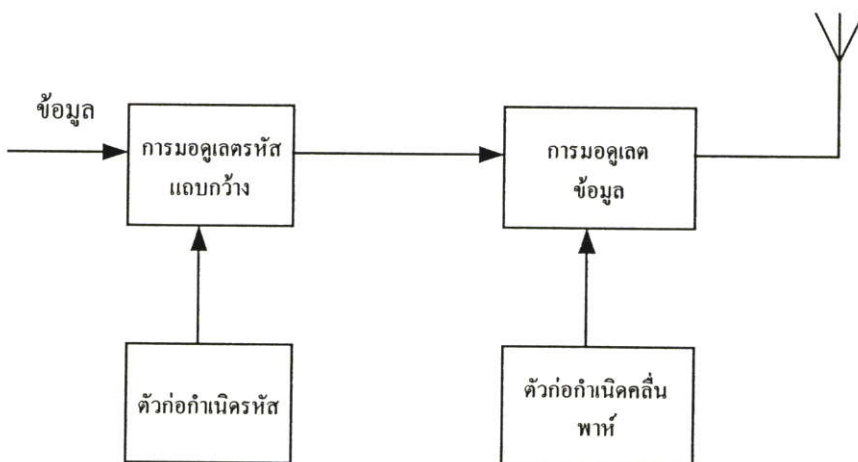 ข้อมูล
การมอดูเลตรหัส
แถบกว้าง
การมอดูเลต
ข้อมูล
ตัวก่อกำเนิดรหัส
ตัวก่อกำเนิดคลื่น
พาห์